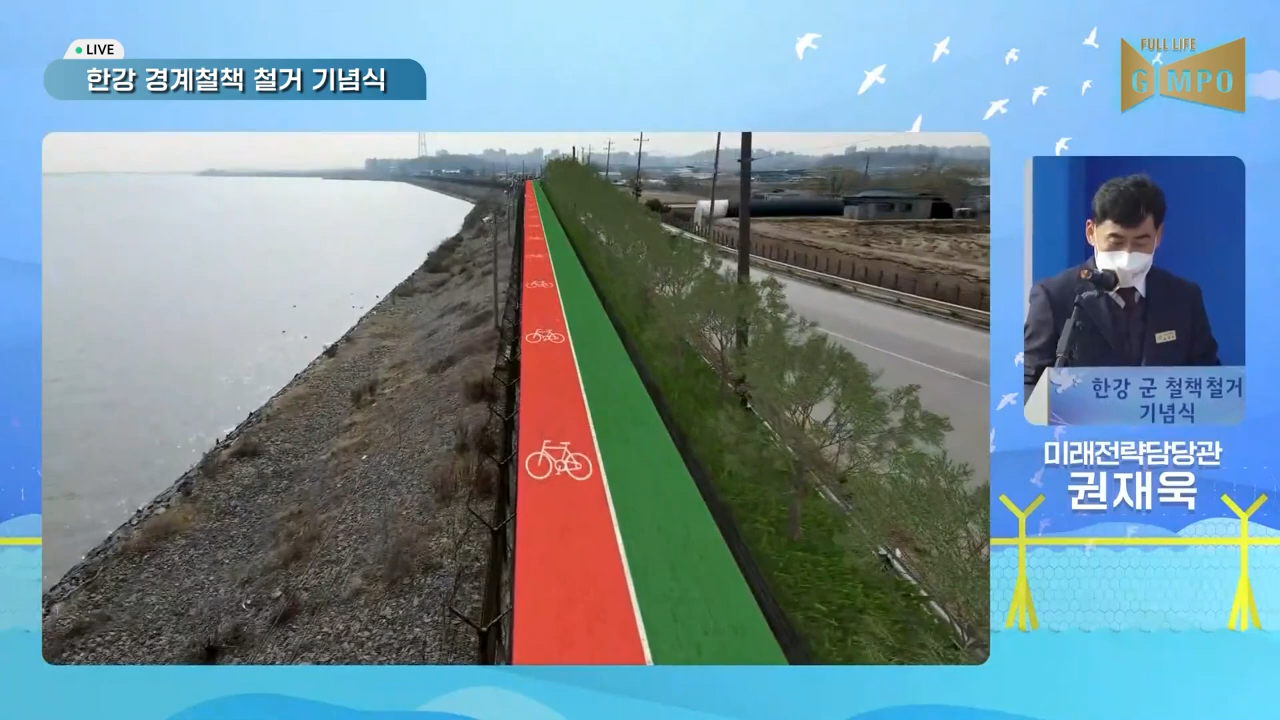 LIVE
한강 경계철책 철거 기념식
FULL LIFE
GIMPO
한강 군 철책철거
기념식
미래전략담당관
권재욱